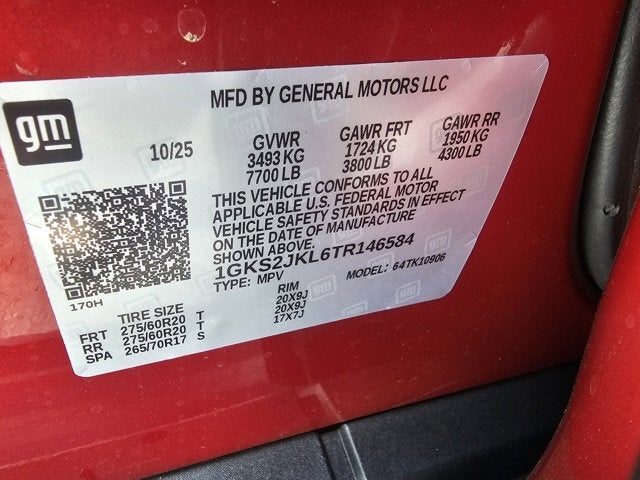 gm
MFD BY GENERAL MOTORS LLC
10/25
GVWR GAWR FRT GAWR RR
3493 KG 1724 KG 1950 KG
7700 LB 3800 LB 4300 LB
THIS VEHICLE CONFORMS TO ALL
APPLICABLE U.S. FEDERAL MOTOR
VEHICLE SAFETY STANDARDS IN EFFECT
ON THE DATE OF MANUFACTURE
SHOWN ABOVE.
1GKS2JKL6TR146584
TYPE: MPV MODEL: 64TK10906
170H
TIRE SIZE RIM
FRT 275/60R20 T 20X9J
RR 275/60R20 T 20X9J
SPA 265/70R17 S 17X7J